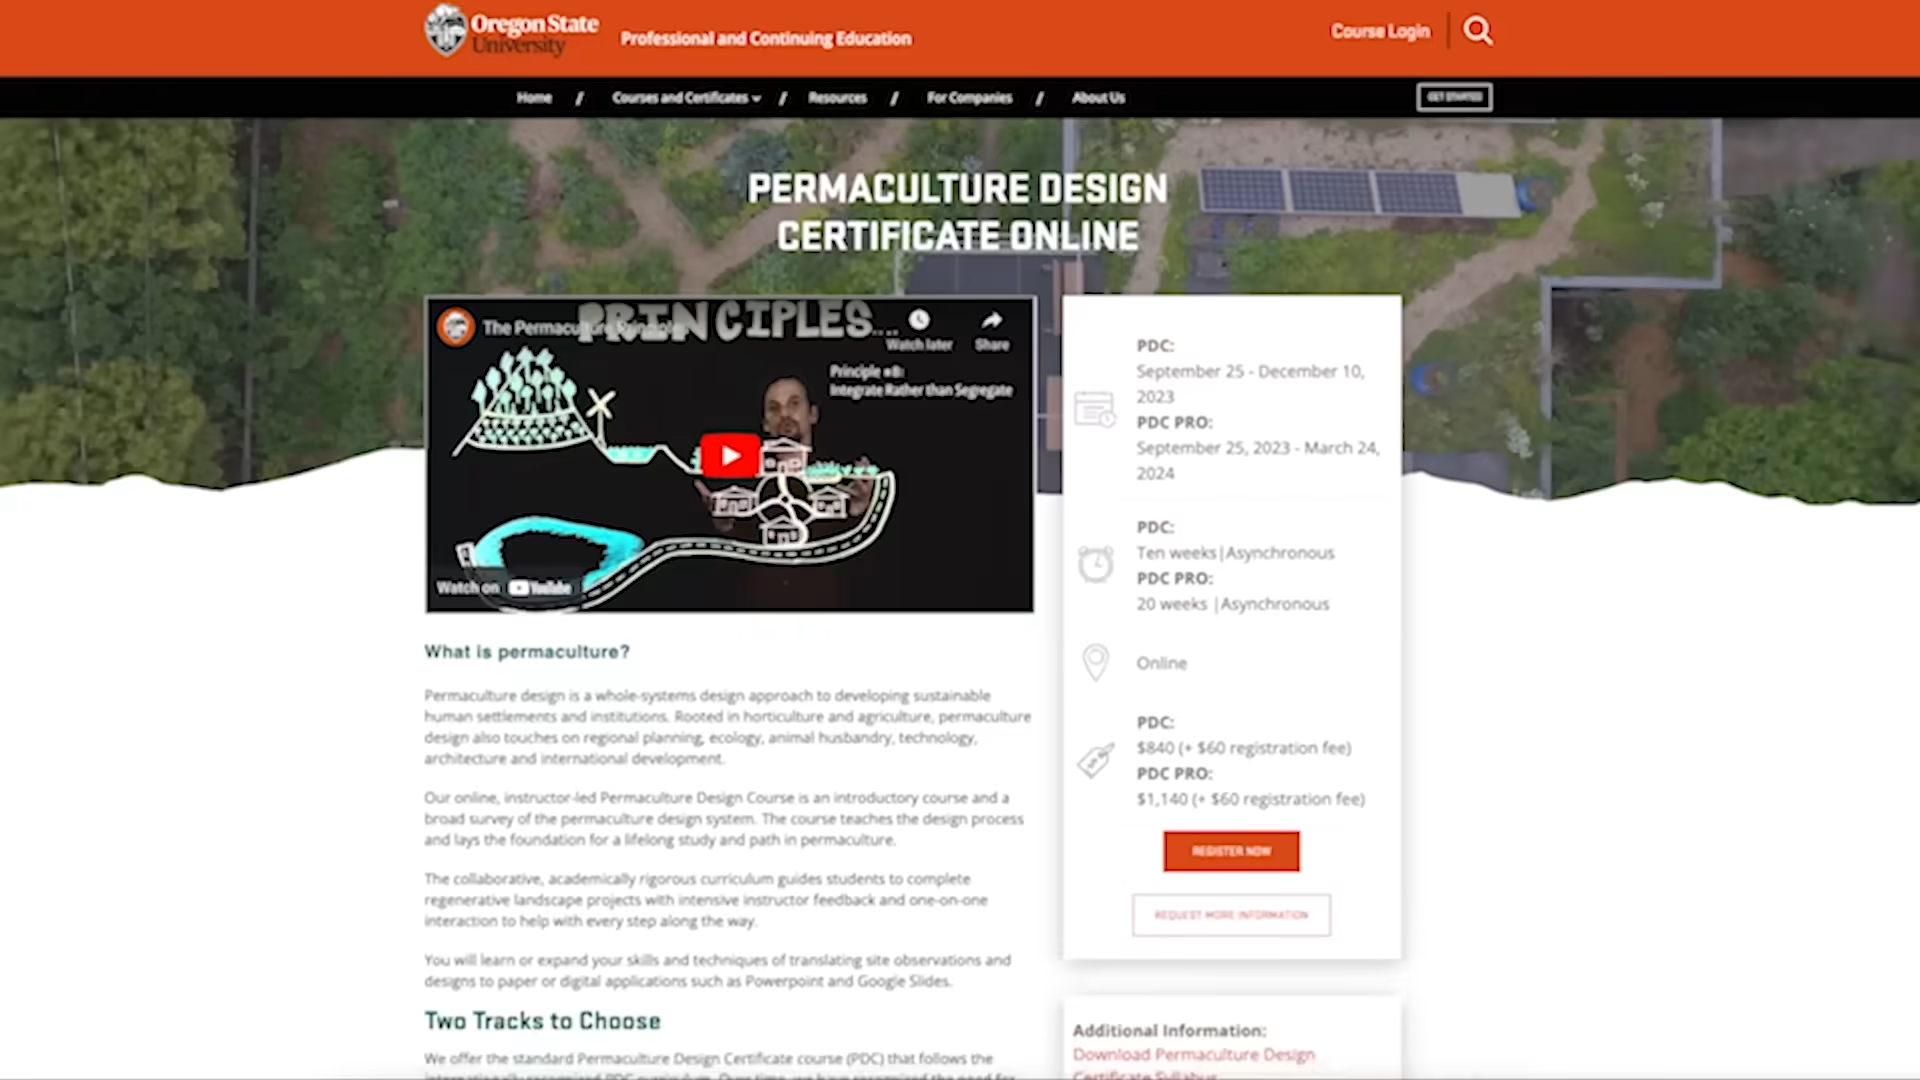 Oregon State
University
Professional and Continuing Education
Course Login
Home / Courses and Certificates / Resources / For Companies / About Us
GET STARTED
PERMACULTURE DESIGN
CERTIFICATE ONLINE
PRINCIPLES...
The Permaculture Principles
Watch later
Share
Principle #8:
Integrate Rather than Segregate
Watch on YouTube
PDC:
September 25 - December 10,
2023
PDC PRO:
September 25, 2023 - March 24,
2024
PDC:
Ten weeks|Asynchronous
PDC PRO:
20 weeks |Asynchronous
Online
PDC:
$840 (+ $60 registration fee)
PDC PRO:
$1,140 (+ $60 registration fee)
REGISTER NOW
REQUEST MORE INFORMATION
What is permaculture?
Permaculture design is a whole-systems design approach to developing sustainable
human settlements and institutions. Rooted in horticulture and agriculture, permaculture
design also touches on regional planning, ecology, animal husbandry, technology,
architecture and international development.
Our online, instructor-led Permaculture Design Course is an introductory course and a
broad survey of the permaculture design system. The course teaches the design process
and lays the foundation for a lifelong study and path in permaculture.
The collaborative, academically rigorous curriculum guides students to complete
regenerative landscape projects with intensive instructor feedback and one-on-one
interaction to help with every step along the way.
You will learn or expand your skills and techniques of translating site observations and
designs to paper or digital applications such as Powerpoint and Google Slides.
Two Tracks to Choose
We offer the standard Permaculture Design Certificate course (PDC) that follows the
Additional Information:
Download Permaculture Design
Certificate Syllabus